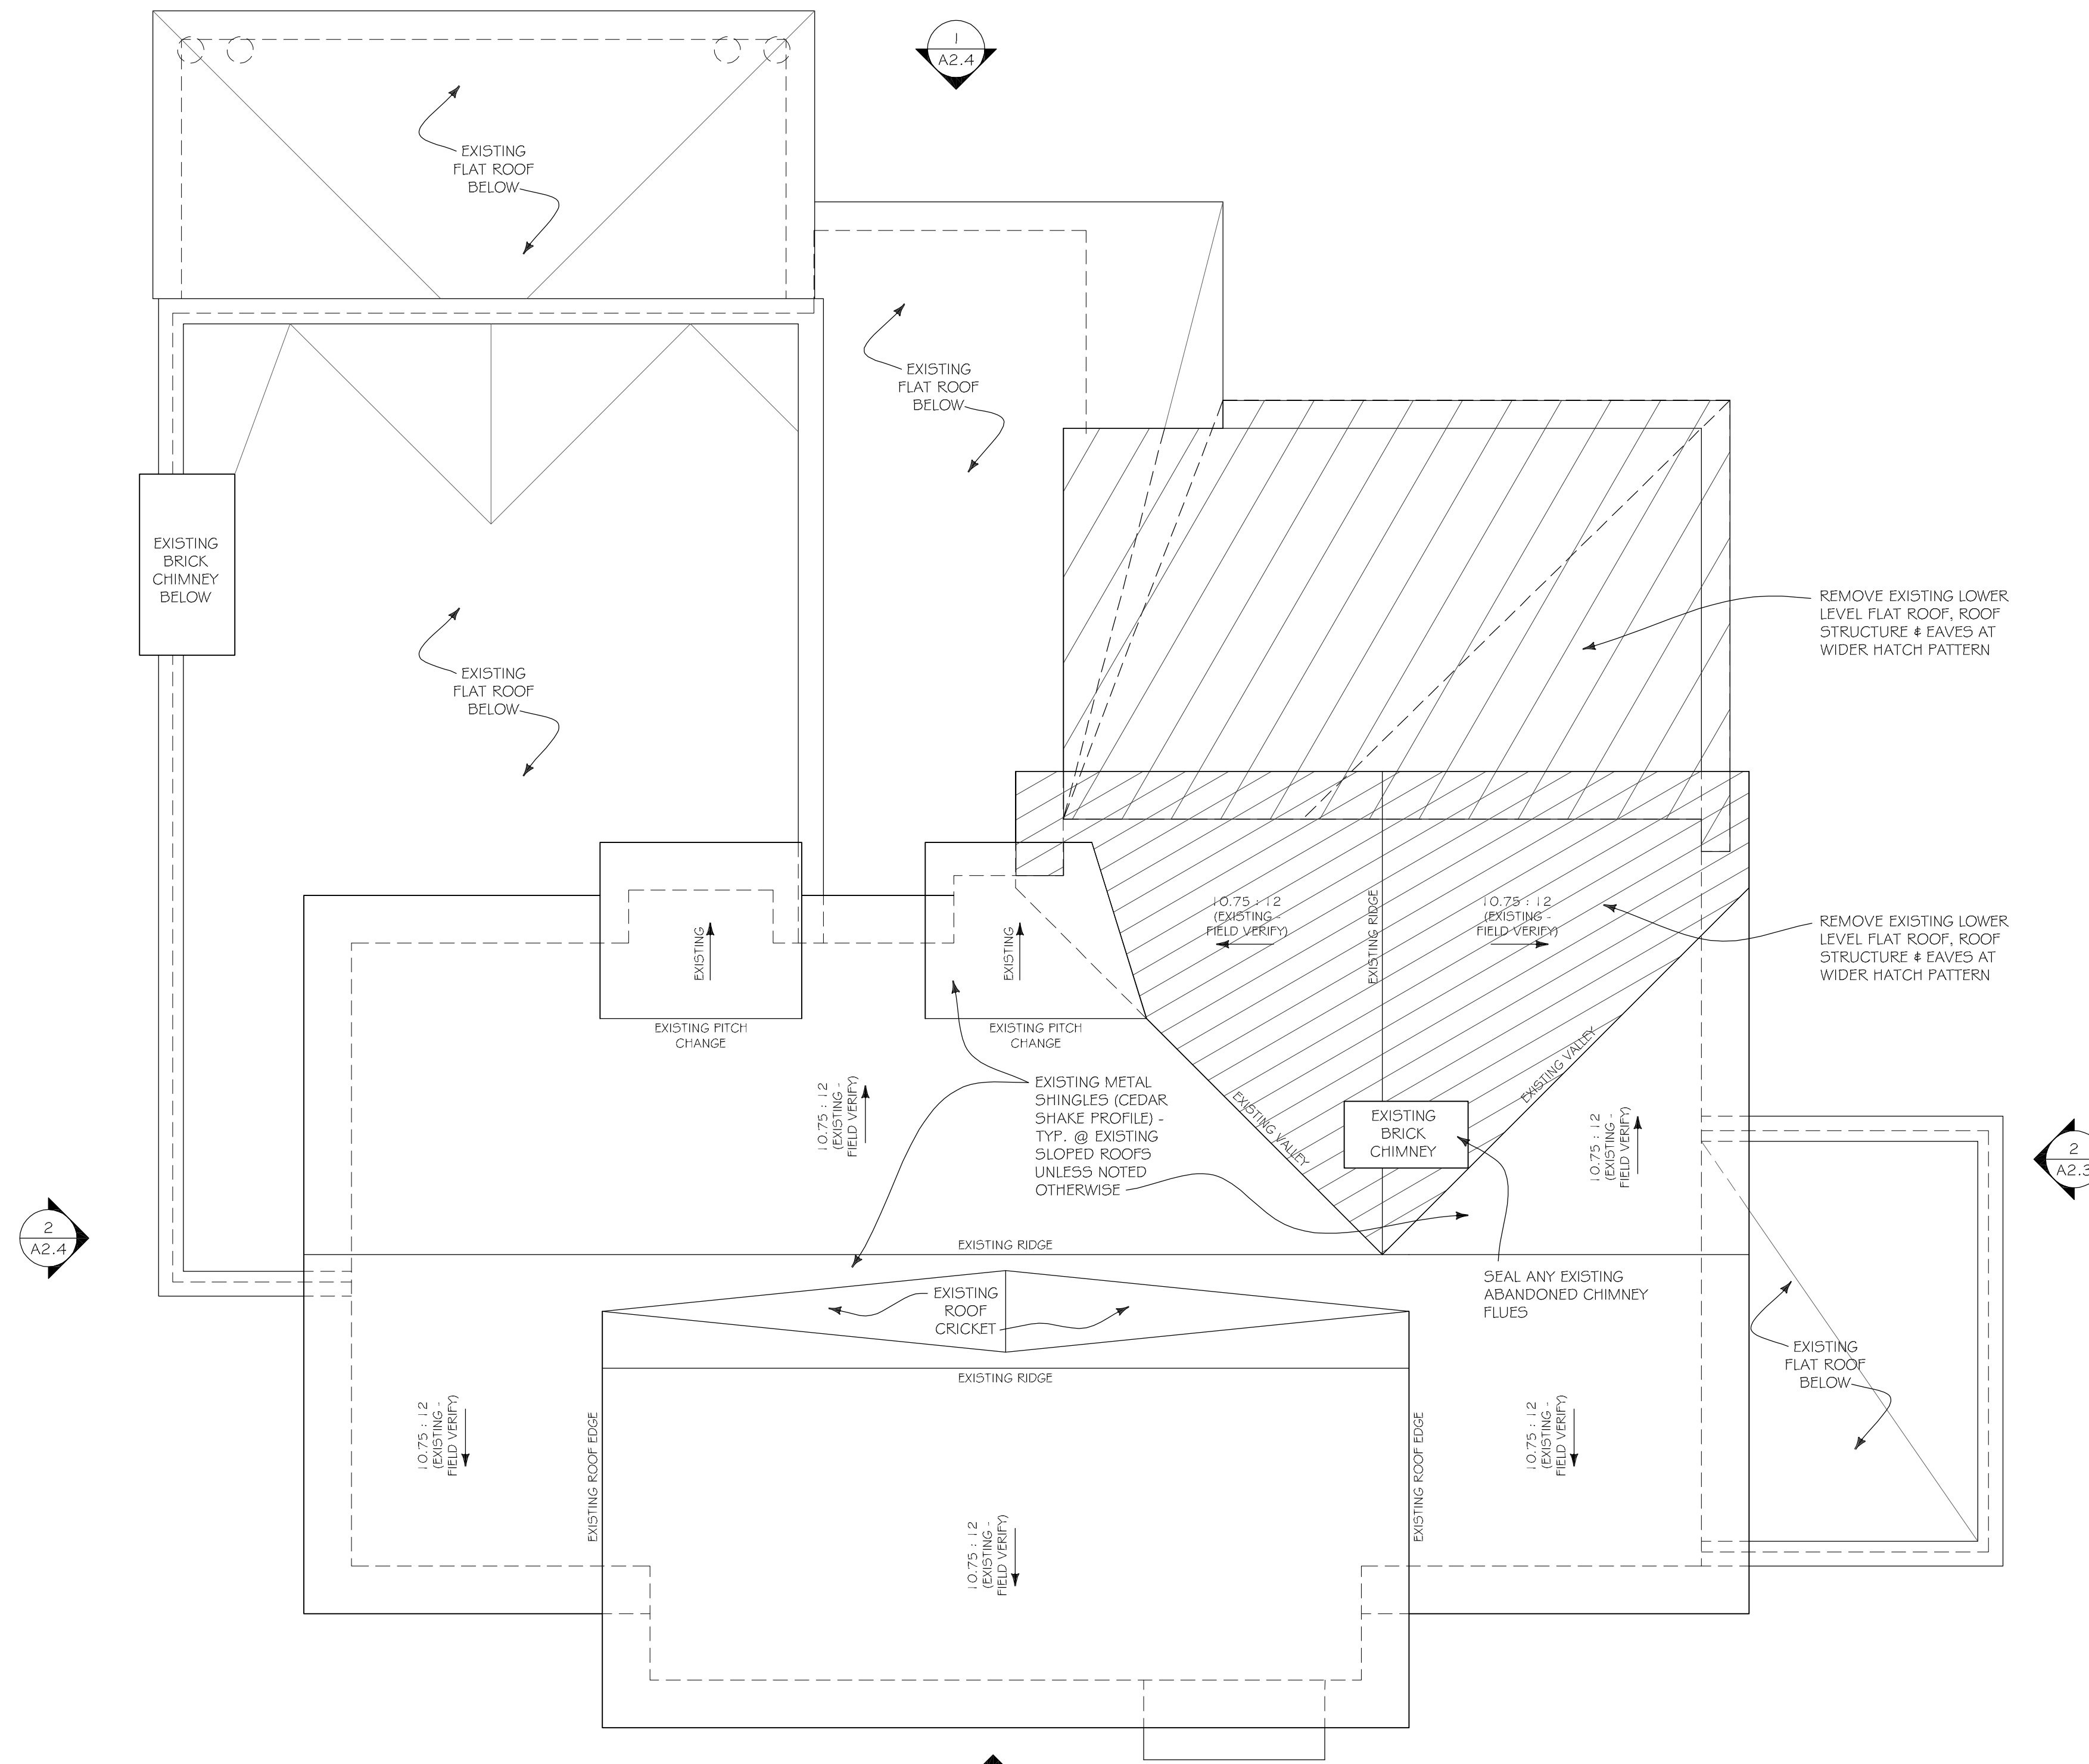 1
A2.4
EXISTING
FLAT ROOF
BELOW
EXISTING
FLAT ROOF
BELOW
EXISTING
BRICK
CHIMNEY
BELOW
EXISTING
FLAT ROOF
BELOW
REMOVE EXISTING LOWER
LEVEL FLAT ROOF, ROOF
STRUCTURE & EAVES AT
WIDER HATCH PATTERN
REMOVE EXISTING LOWER
LEVEL FLAT ROOF, ROOF
STRUCTURE & EAVES AT
WIDER HATCH PATTERN
10.75 : 12
(EXISTING -
FIELD VERIFY)
EXISTING RIDGE
10.75 : 12
(EXISTING -
FIELD VERIFY)
EXISTING
EXISTING
EXISTING PITCH
CHANGE
EXISTING PITCH
CHANGE
10.75 : 12
(EXISTING -
FIELD VERIFY)
EXISTING METAL
SHINGLES (CEDAR
SHAKE PROFILE) -
TYP. @ EXISTING
SLOPED ROOFS
UNLESS NOTED
OTHERWISE
EXISTING VALLEY
EXISTING VALLEY
EXISTING
BRICK
CHIMNEY
10.75 : 12
(EXISTING -
FIELD VERIFY)
2
A2.3
2
A2.4
EXISTING RIDGE
SEAL ANY EXISTING
ABANDONED CHIMNEY
FLUES
EXISTING
ROOF
CRICKET
EXISTING
FLAT ROOF
BELOW
EXISTING RIDGE
10.75 : 12
(EXISTING -
FIELD VERIFY)
EXISTING ROOF EDGE
EXISTING ROOF EDGE
10.75 : 12
(EXISTING -
FIELD VERIFY)
10.75 : 12
(EXISTING -
FIELD VERIFY)